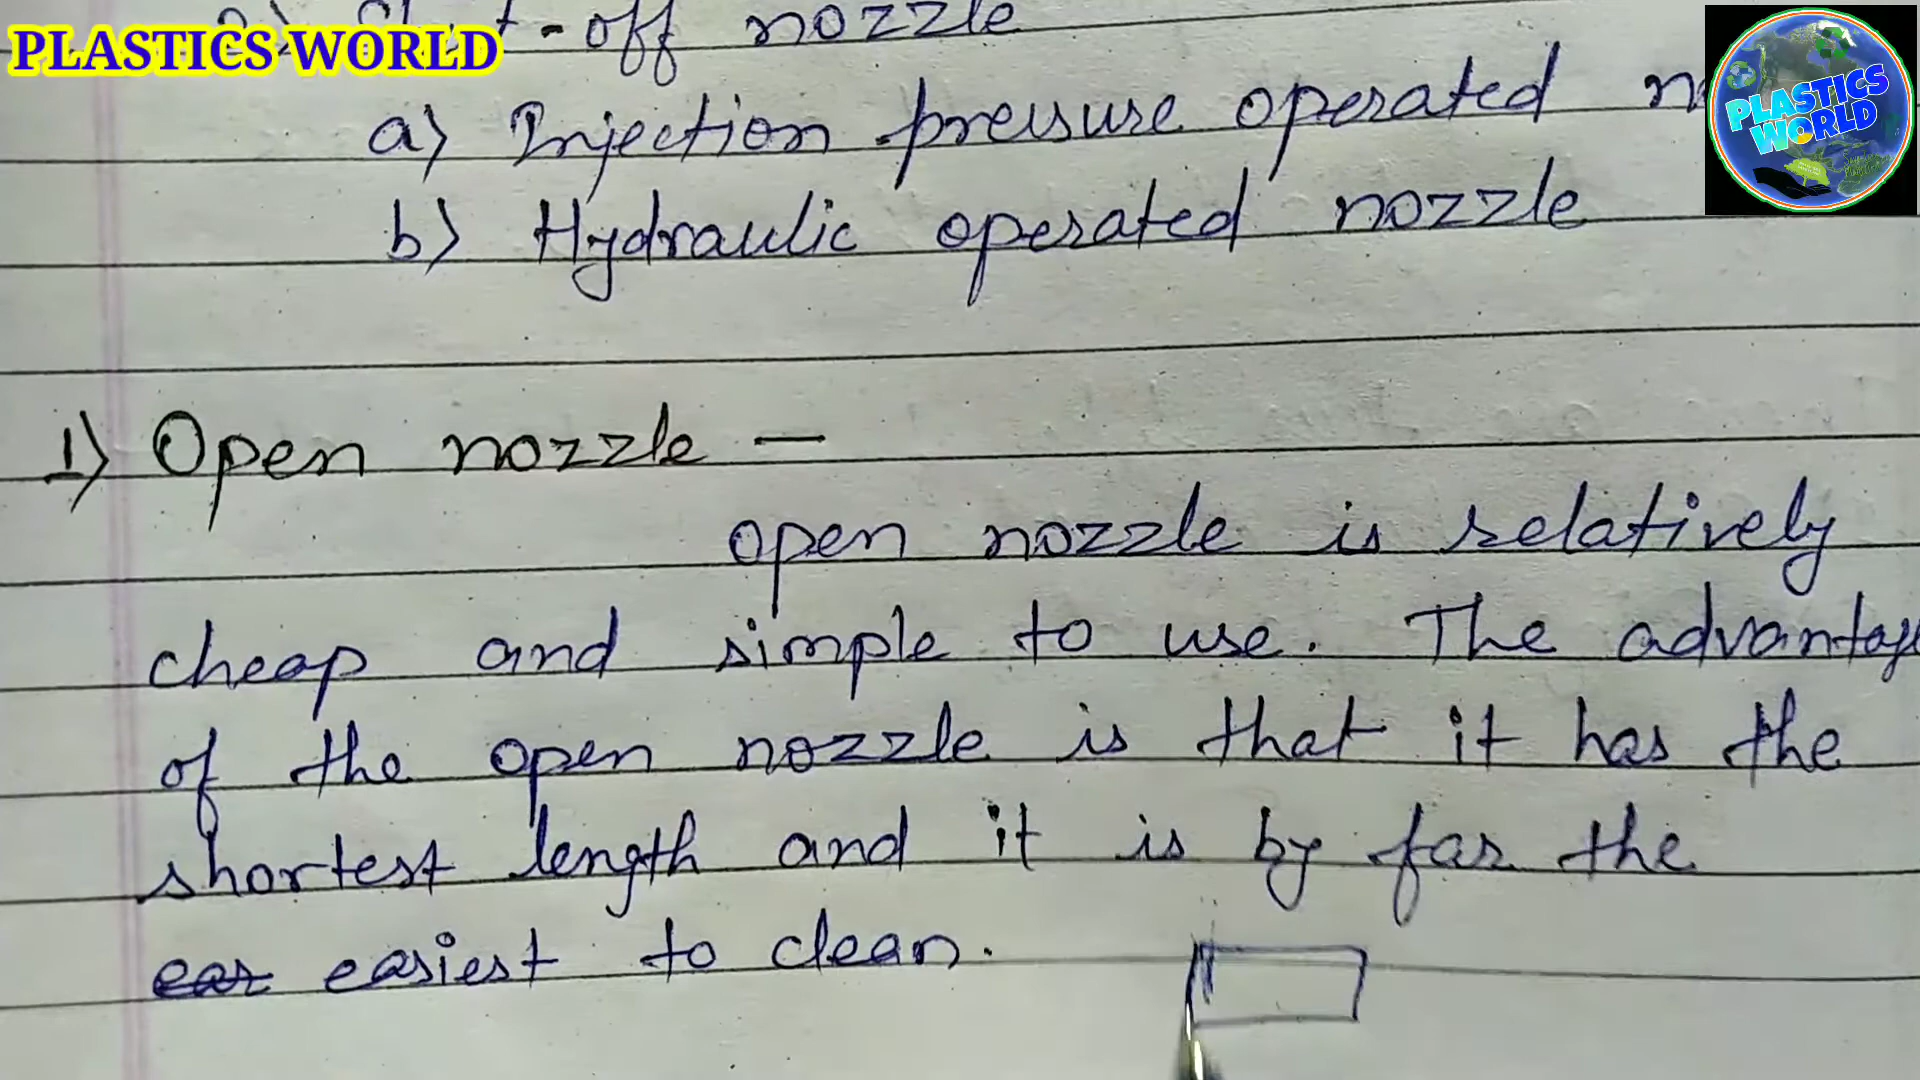 PLASTICS WORLD
-off nozzle
a) Injection pressure operated
b) Hydraulic operated nozzle
PLASTICS
WORLD
1) Open nozzle —
open nozzle is relatively
cheap and simple to use. The advantage
of the open nozzle is that it has the
shortest length and it is by far the
easiest to clean.